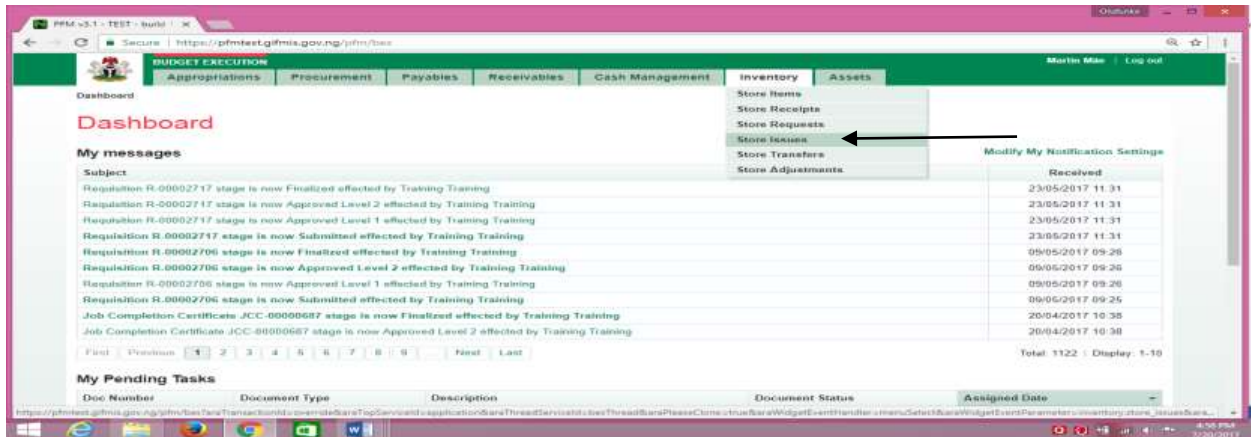 PFM v3.1 - TEST - build
Olufunke
Secure https://pfmtest.gifmis.gov.ng/pfm/bex
BUDGET EXECUTION
Martin Mäe Log out
Appropriations Procurement Payables Receivables Cash Management Inventory Assets
Dashboard
Store Items
Store Receipts
Store Requests
Store Issues
Store Transfers
Store Adjustments
Dashboard
My messages
Modify My Notification Settings
Subject Received
Requisition R-00002717 stage is now Finalized effected by Training Training 23/05/2017 11:31
Requisition R-00002717 stage is now Approved Level 2 effected by Training Training 23/05/2017 11:31
Requisition R-00002717 stage is now Approved Level 1 effected by Training Training 23/05/2017 11:31
Requisition R-00002717 stage is now Submitted effected by Training Training 23/05/2017 11:31
Requisition R-00002706 stage is now Finalized effected by Training Training 09/05/2017 09:26
Requisition R-00002706 stage is now Approved Level 2 effected by Training Training 09/05/2017 09:26
Requisition R-00002706 stage is now Approved Level 1 effected by Training Training 09/05/2017 09:26
Requisition R-00002706 stage is now Submitted effected by Training Training 09/05/2017 09:25
Job Completion Certificate JCC-00000687 stage is now Finalized effected by Training Training 20/04/2017 10:38
Job Completion Certificate JCC-00000687 stage is now Approved Level 2 effected by Training Training 20/04/2017 10:38
First Previous 1 2 3 4 5 6 7 8 9 ... Next Last Total: 1122 Display: 1-10
My Pending Tasks
Doc Number Document Type Description Document Status Assigned Date
4:56 PM
7/20/2017